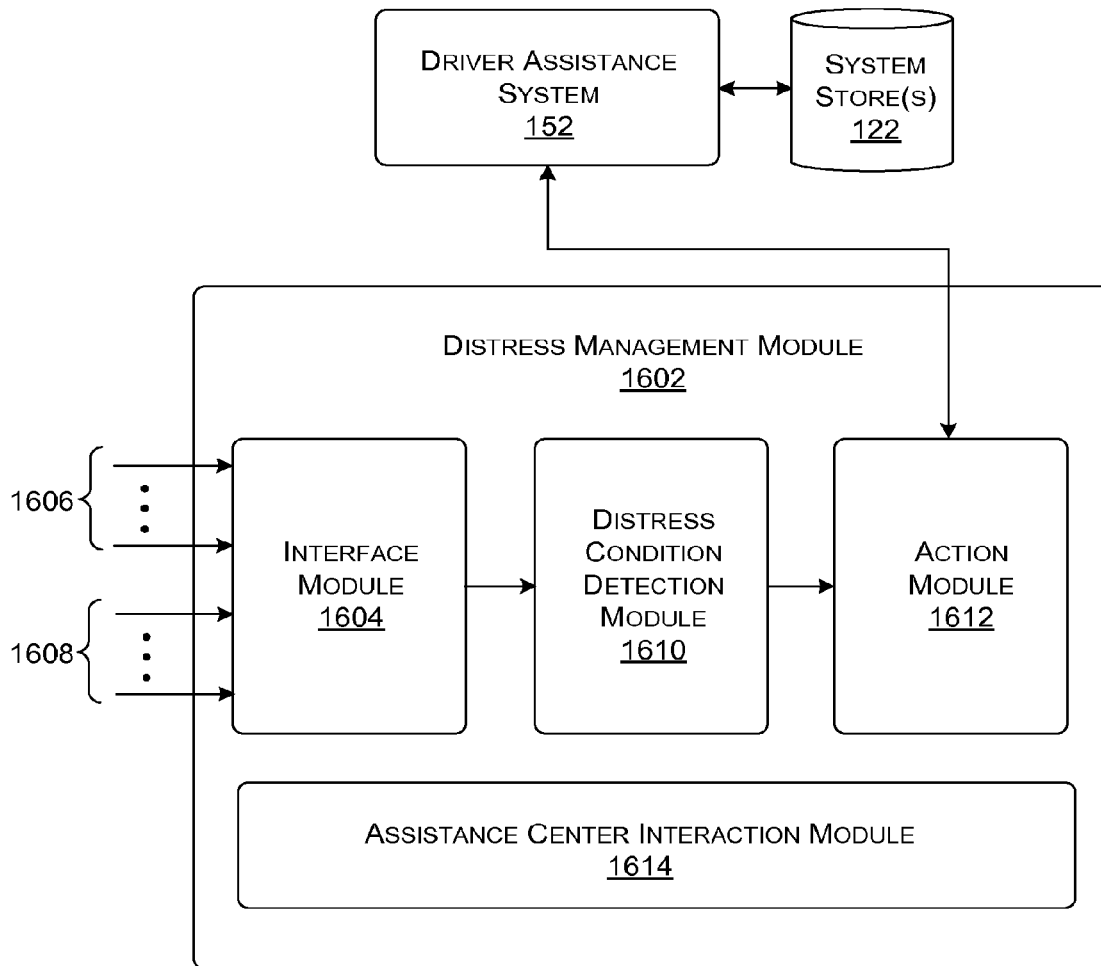 DRIVER ASSISTANCE
SYSTEM
152
SYSTEM
STORE(S)
122
DISTRESS MANAGEMENT MODULE
1602
1606
1608
INTERFACE
MODULE
1604
DISTRESS
CONDITION
DETECTION
MODULE
1610
ACTION
MODULE
1612
ASSISTANCE CENTER INTERACTION MODULE
1614